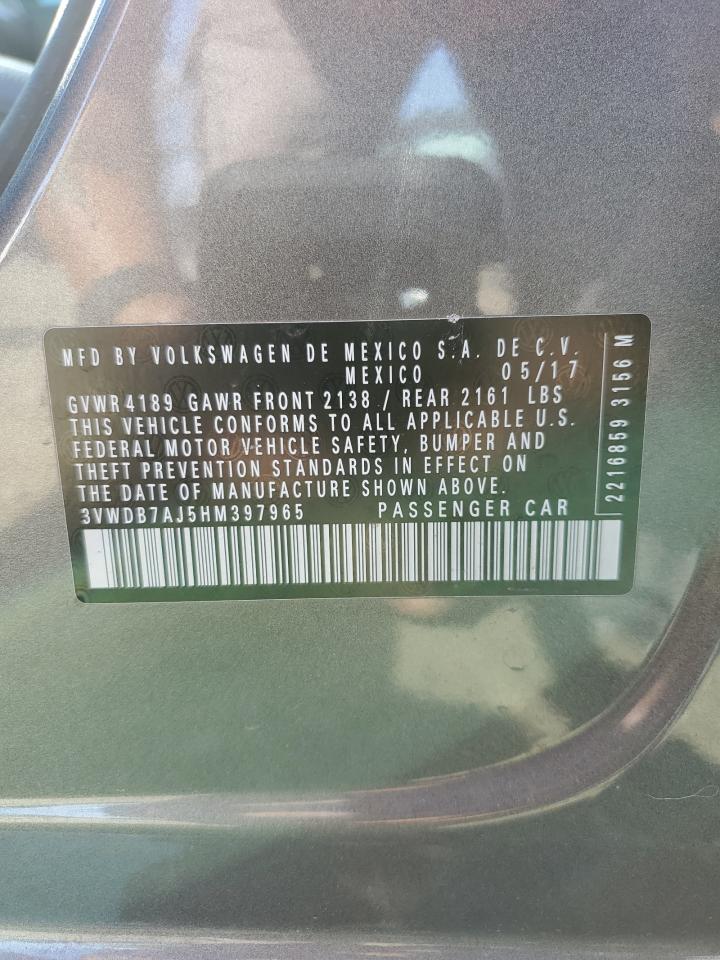 MFD BY VOLKSWAGEN DE MEXICO S.A. DE C.V.
MEXICO 05/17
GVWR 4189 GAWR FRONT 2138 / REAR 2161 LBS
THIS VEHICLE CONFORMS TO ALL APPLICABLE U.S.
FEDERAL MOTOR VEHICLE SAFETY, BUMPER AND
THEFT PREVENTION STANDARDS IN EFFECT ON
THE DATE OF MANUFACTURE SHOWN ABOVE.
3VWDB7AJ5HM397965 PASSENGER CAR
2216859 3156 M